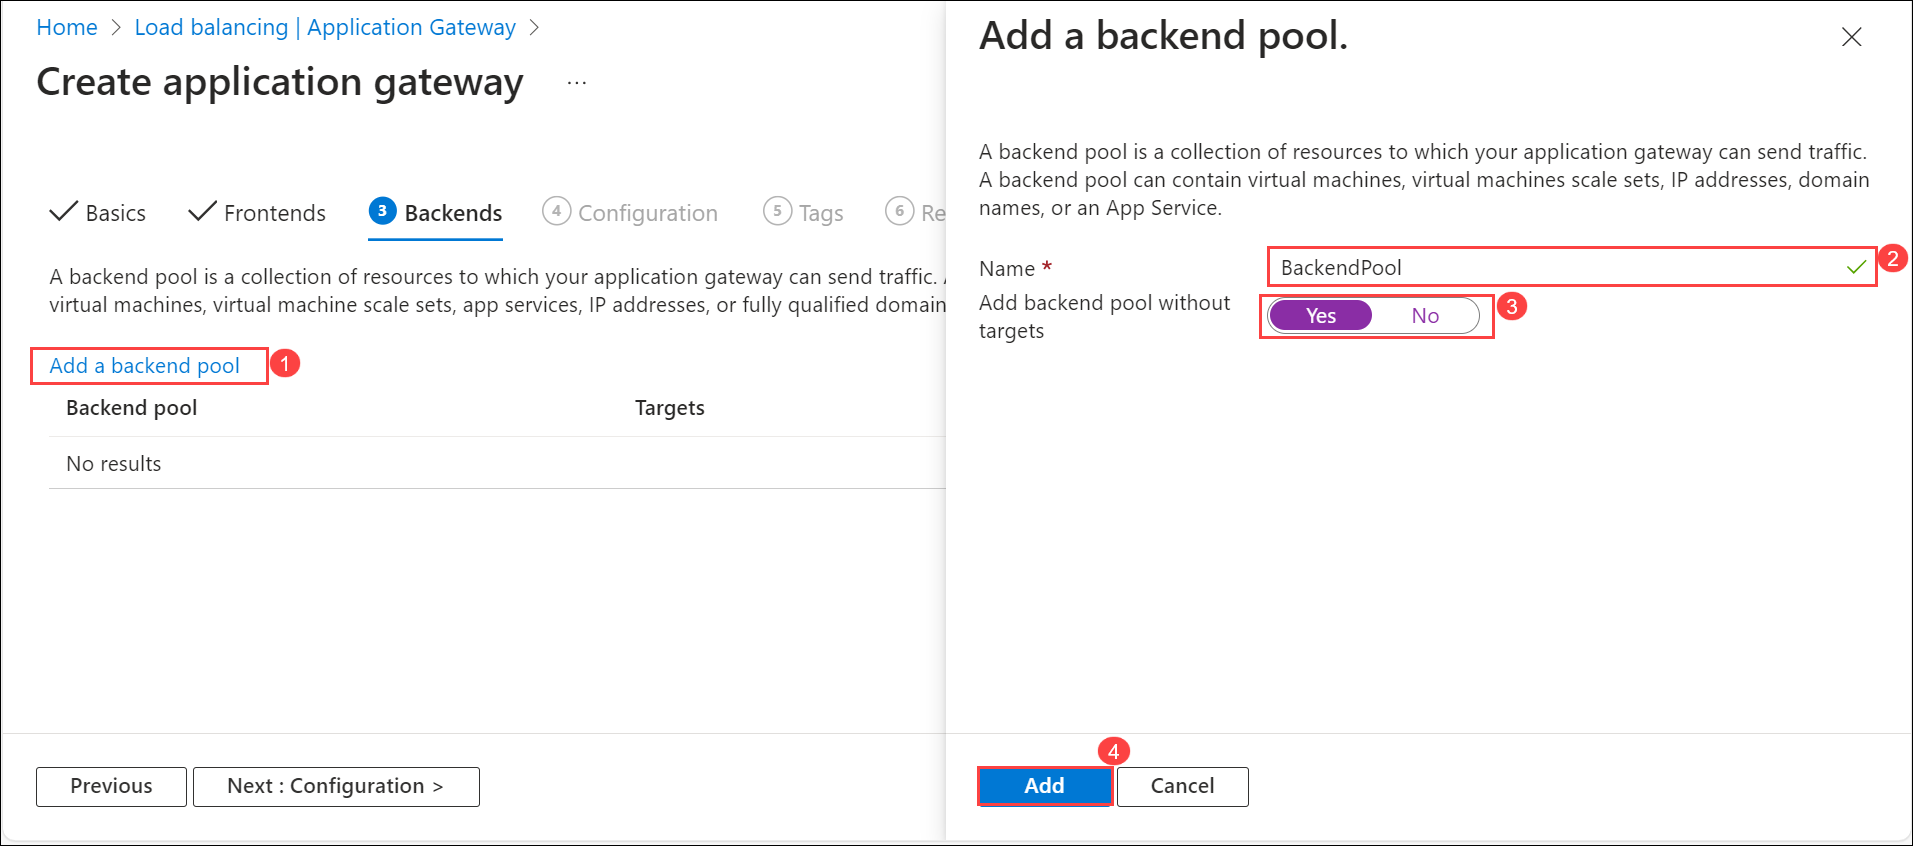 Home > Load balancing | Application Gateway >
Create application gateway ...
Basics Frontends 3 Backends 4 Configuration 5 Tags 6 Re
A backend pool is a collection of resources to which your application gateway can send traffic.
virtual machines, virtual machine scale sets, app services, IP addresses, or fully qualified domain
Add a backend pool 1
Backend pool Targets
No results
Previous Next : Configuration >
Add a backend pool.
A backend pool is a collection of resources to which your application gateway can send traffic.
A backend pool can contain virtual machines, virtual machines scale sets, IP addresses, domain
names, or an App Service.
Name * BackendPool 2
Add backend pool without
targets
Yes No 3
4
Add Cancel